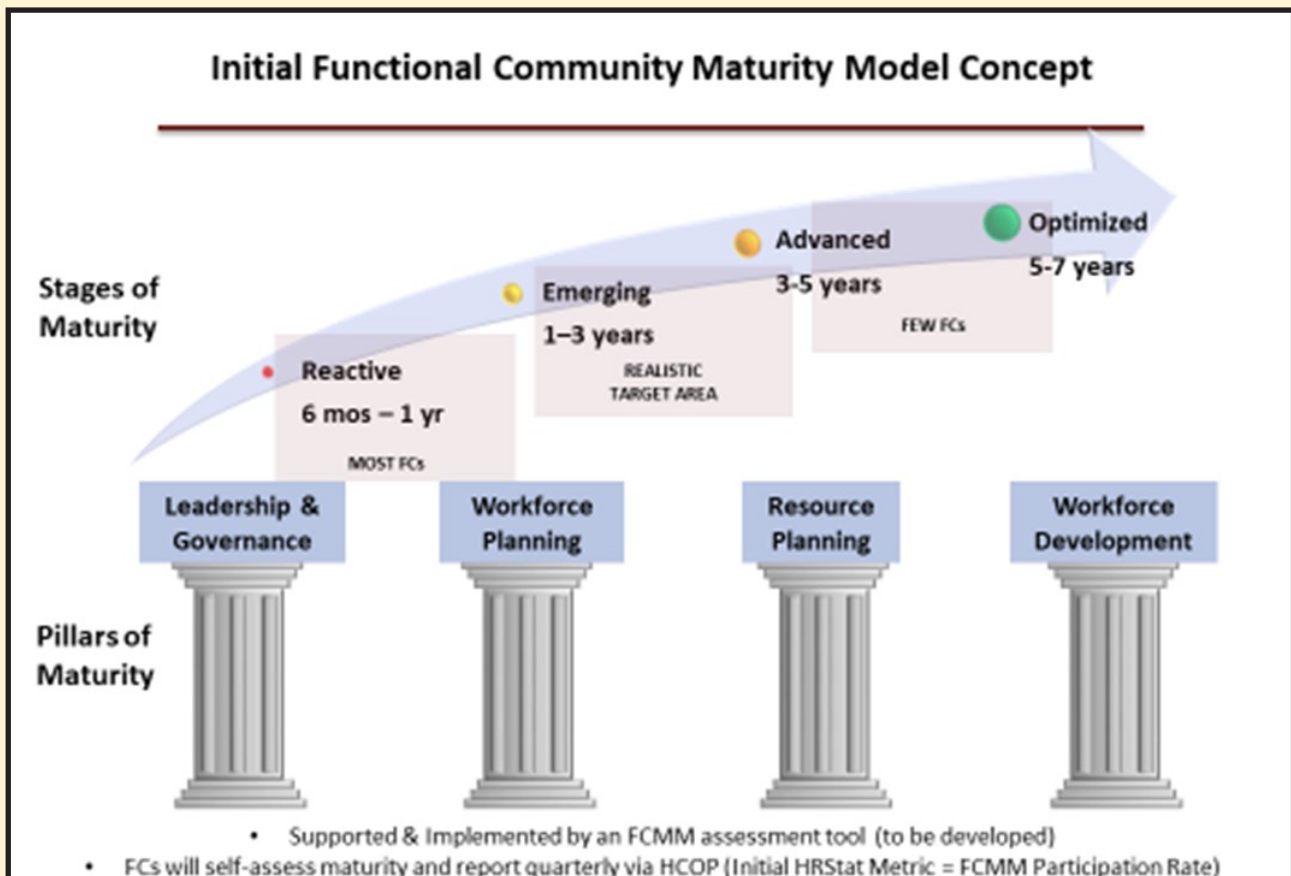 Initial Functional Community Maturity Model Concept
Stages of
Maturity
Reactive
6 mos – 1 yr
MOST FCs
Emerging
1–3 years
REALISTIC
TARGET AREA
Advanced
3-5 years
FEW FCs
Optimized
5-7 years
Leadership &
Governance
Workforce
Planning
Resource
Planning
Workforce
Development
Pillars of
Maturity
• Supported & Implemented by an FCMM assessment tool (to be developed)
• FCs will self-assess maturity and report quarterly via HCOP (Initial HRStat Metric = FCMM Participation Rate)